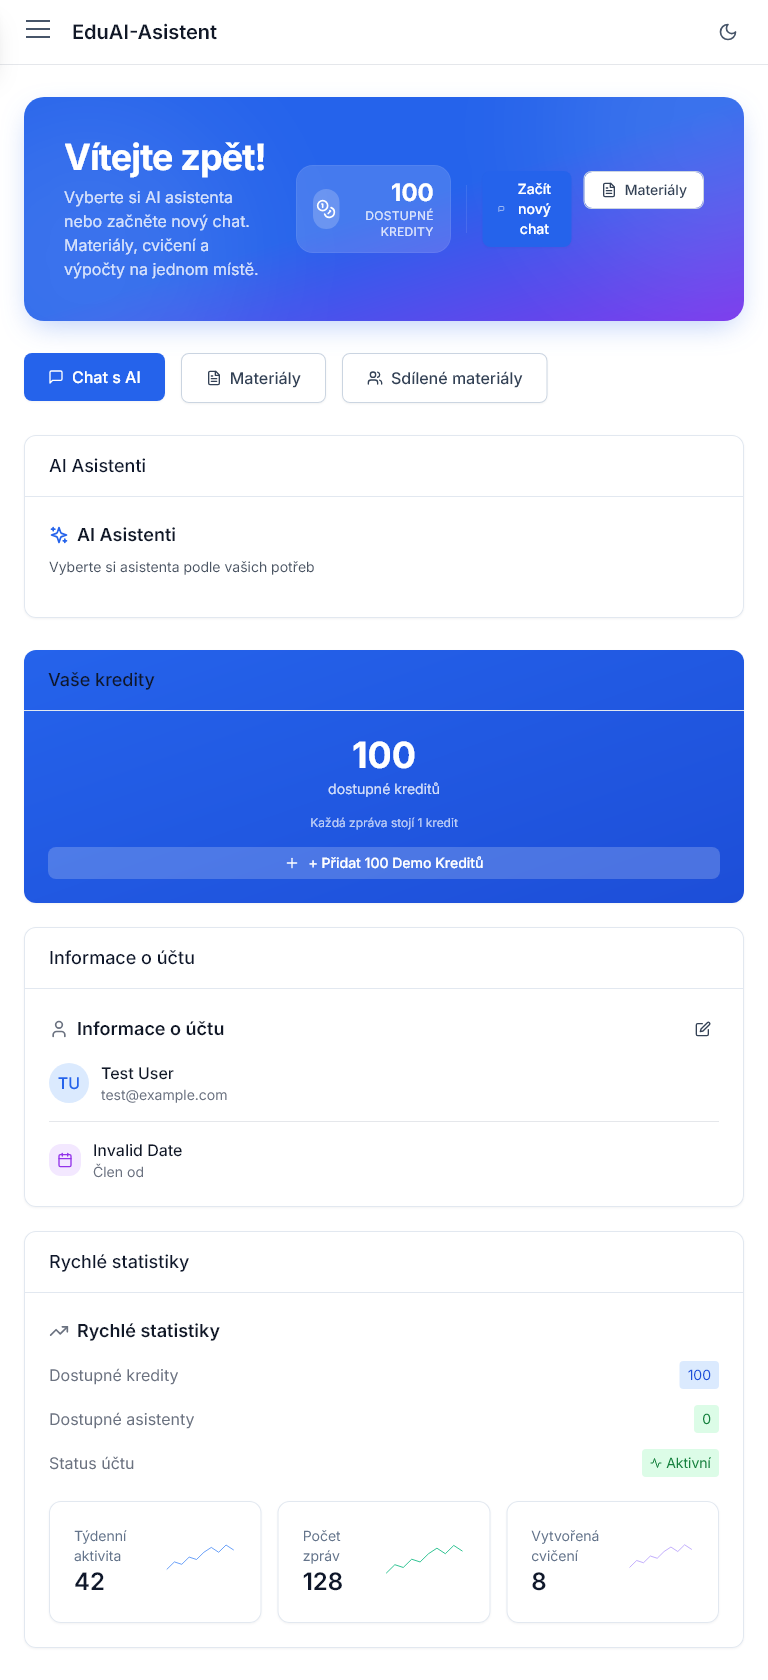 EduAI-Asistent
Vítejte zpět!
Vyberte si AI asistenta
nebo začněte nový chat.
Materiály, cvičení a
výpočty na jednom místě.
100
DOSTUPNÉ
KREDITY
Začít
nový
chat
Materiály
Chat s AI
Materiály
Sdílené materiály
AI Asistenti
AI Asistenti
Vyberte si asistenta podle vašich potřeb
Vaše kredity
100
dostupné kreditů
Každá zpráva stojí 1 kredit
+ Přidat 100 Demo Kreditů
Informace o účtu
Informace o účtu
TU
Test User
test@example.com
Invalid Date
Člen od
Rychlé statistiky
Rychlé statistiky
Dostupné kredity
100
Dostupné asistenty
0
Status účtu
Aktivní
Týdenní
aktivita
42
Počet
zpráv
128
Vytvořená
cvičení
8